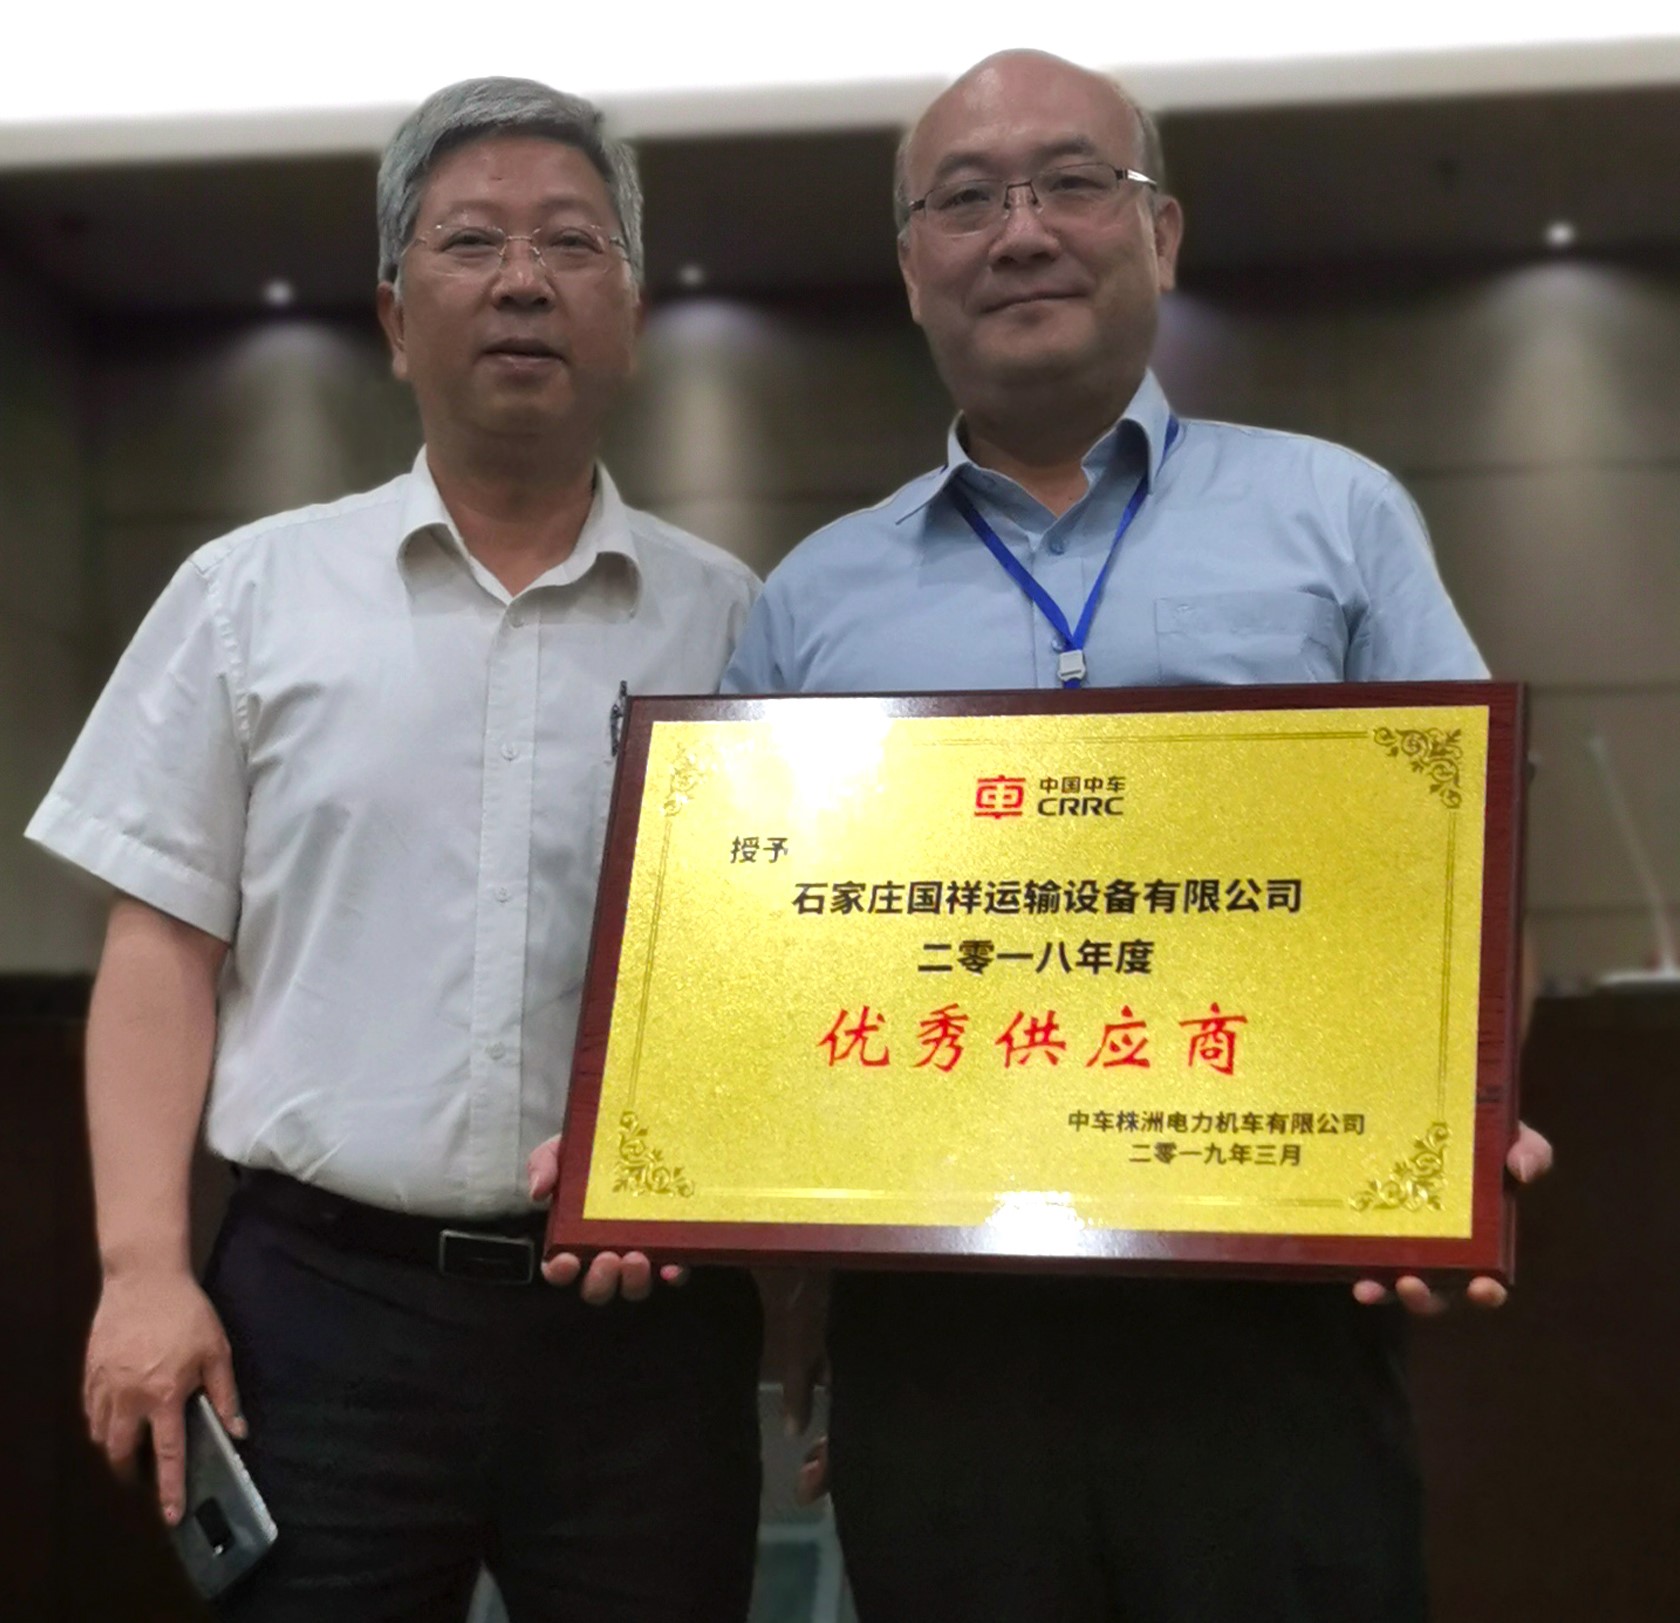 中国中车
CRRC
授予
石家庄国祥运输设备有限公司
二零一八年度
优秀供应商
中车株洲电力机车有限公司
二零一九年三月